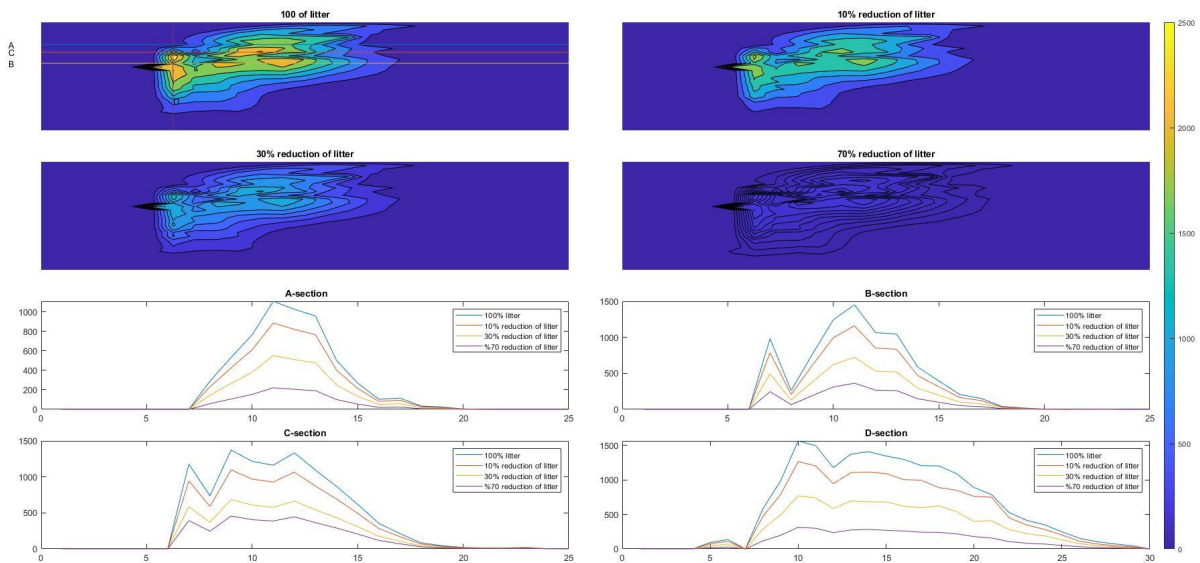 100 of litter
A
C
B
D
10% reduction of litter
30% reduction of litter
70% reduction of litter
2500
2000
1500
1000
500
0
A-section
1000
800
600
400
200
0
0 5 10 15 20 25
100% litter
10% reduction of litter
30% reduction of litter
%70 reduction of litter
B-section
1500
1000
500
0
0 5 10 15 20 25
100% litter
10% reduction of litter
30% reduction of litter
%70 reduction of litter
C-section
1500
1000
500
0
0 5 10 15 20 25
100% litter
10% reduction of litter
30% reduction of litter
%70 reduction of litter
D-section
1500
1000
500
0
0 5 10 15 20 25 30
100% litter
10% reduction of litter
30% reduction of litter
%70 reduction of litter